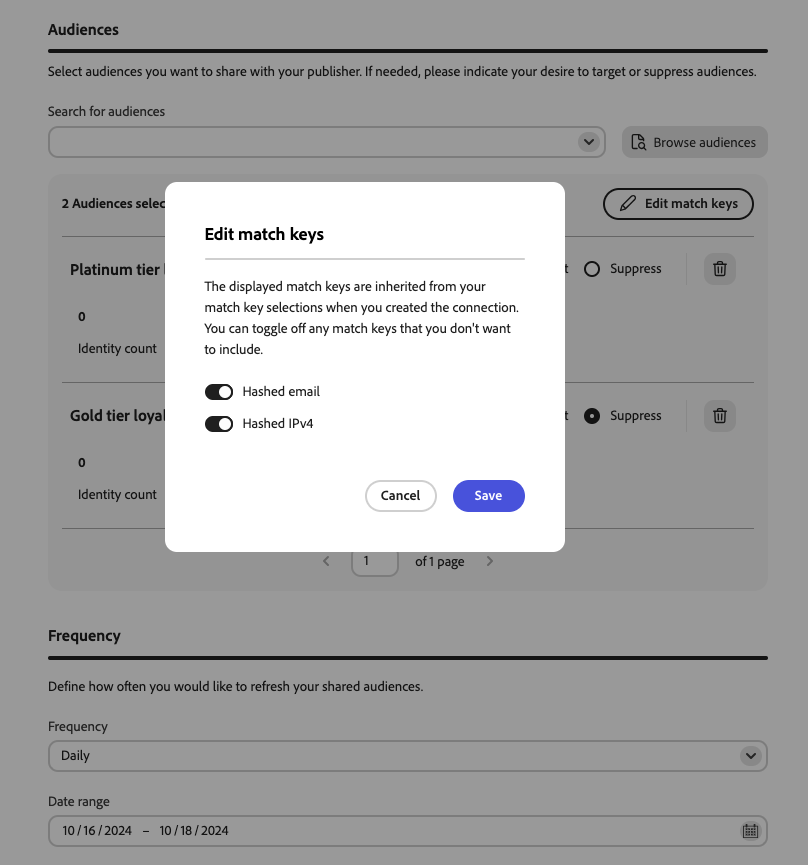 Audiences
Select audiences you want to share with your publisher. If needed, please indicate your desire to target or suppress audiences.
Search for audiences
Browse audiences
2 Audiences
Edit match keys
Platinum tier
Suppress
0
Identity count
Gold tier
Suppress
0
Identity count
Edit match keys
The displayed match keys are inherited from your
match key selections when you created the connection.
You can toggle off any match keys that you don't want
to include.
Hashed email
Hashed IPv4
Cancel
Save
1
of 1 page
Frequency
Define how often you would like to refresh your shared audiences.
Frequency
Daily
Date range
10 / 16 / 2024 – 10 / 18 / 2024